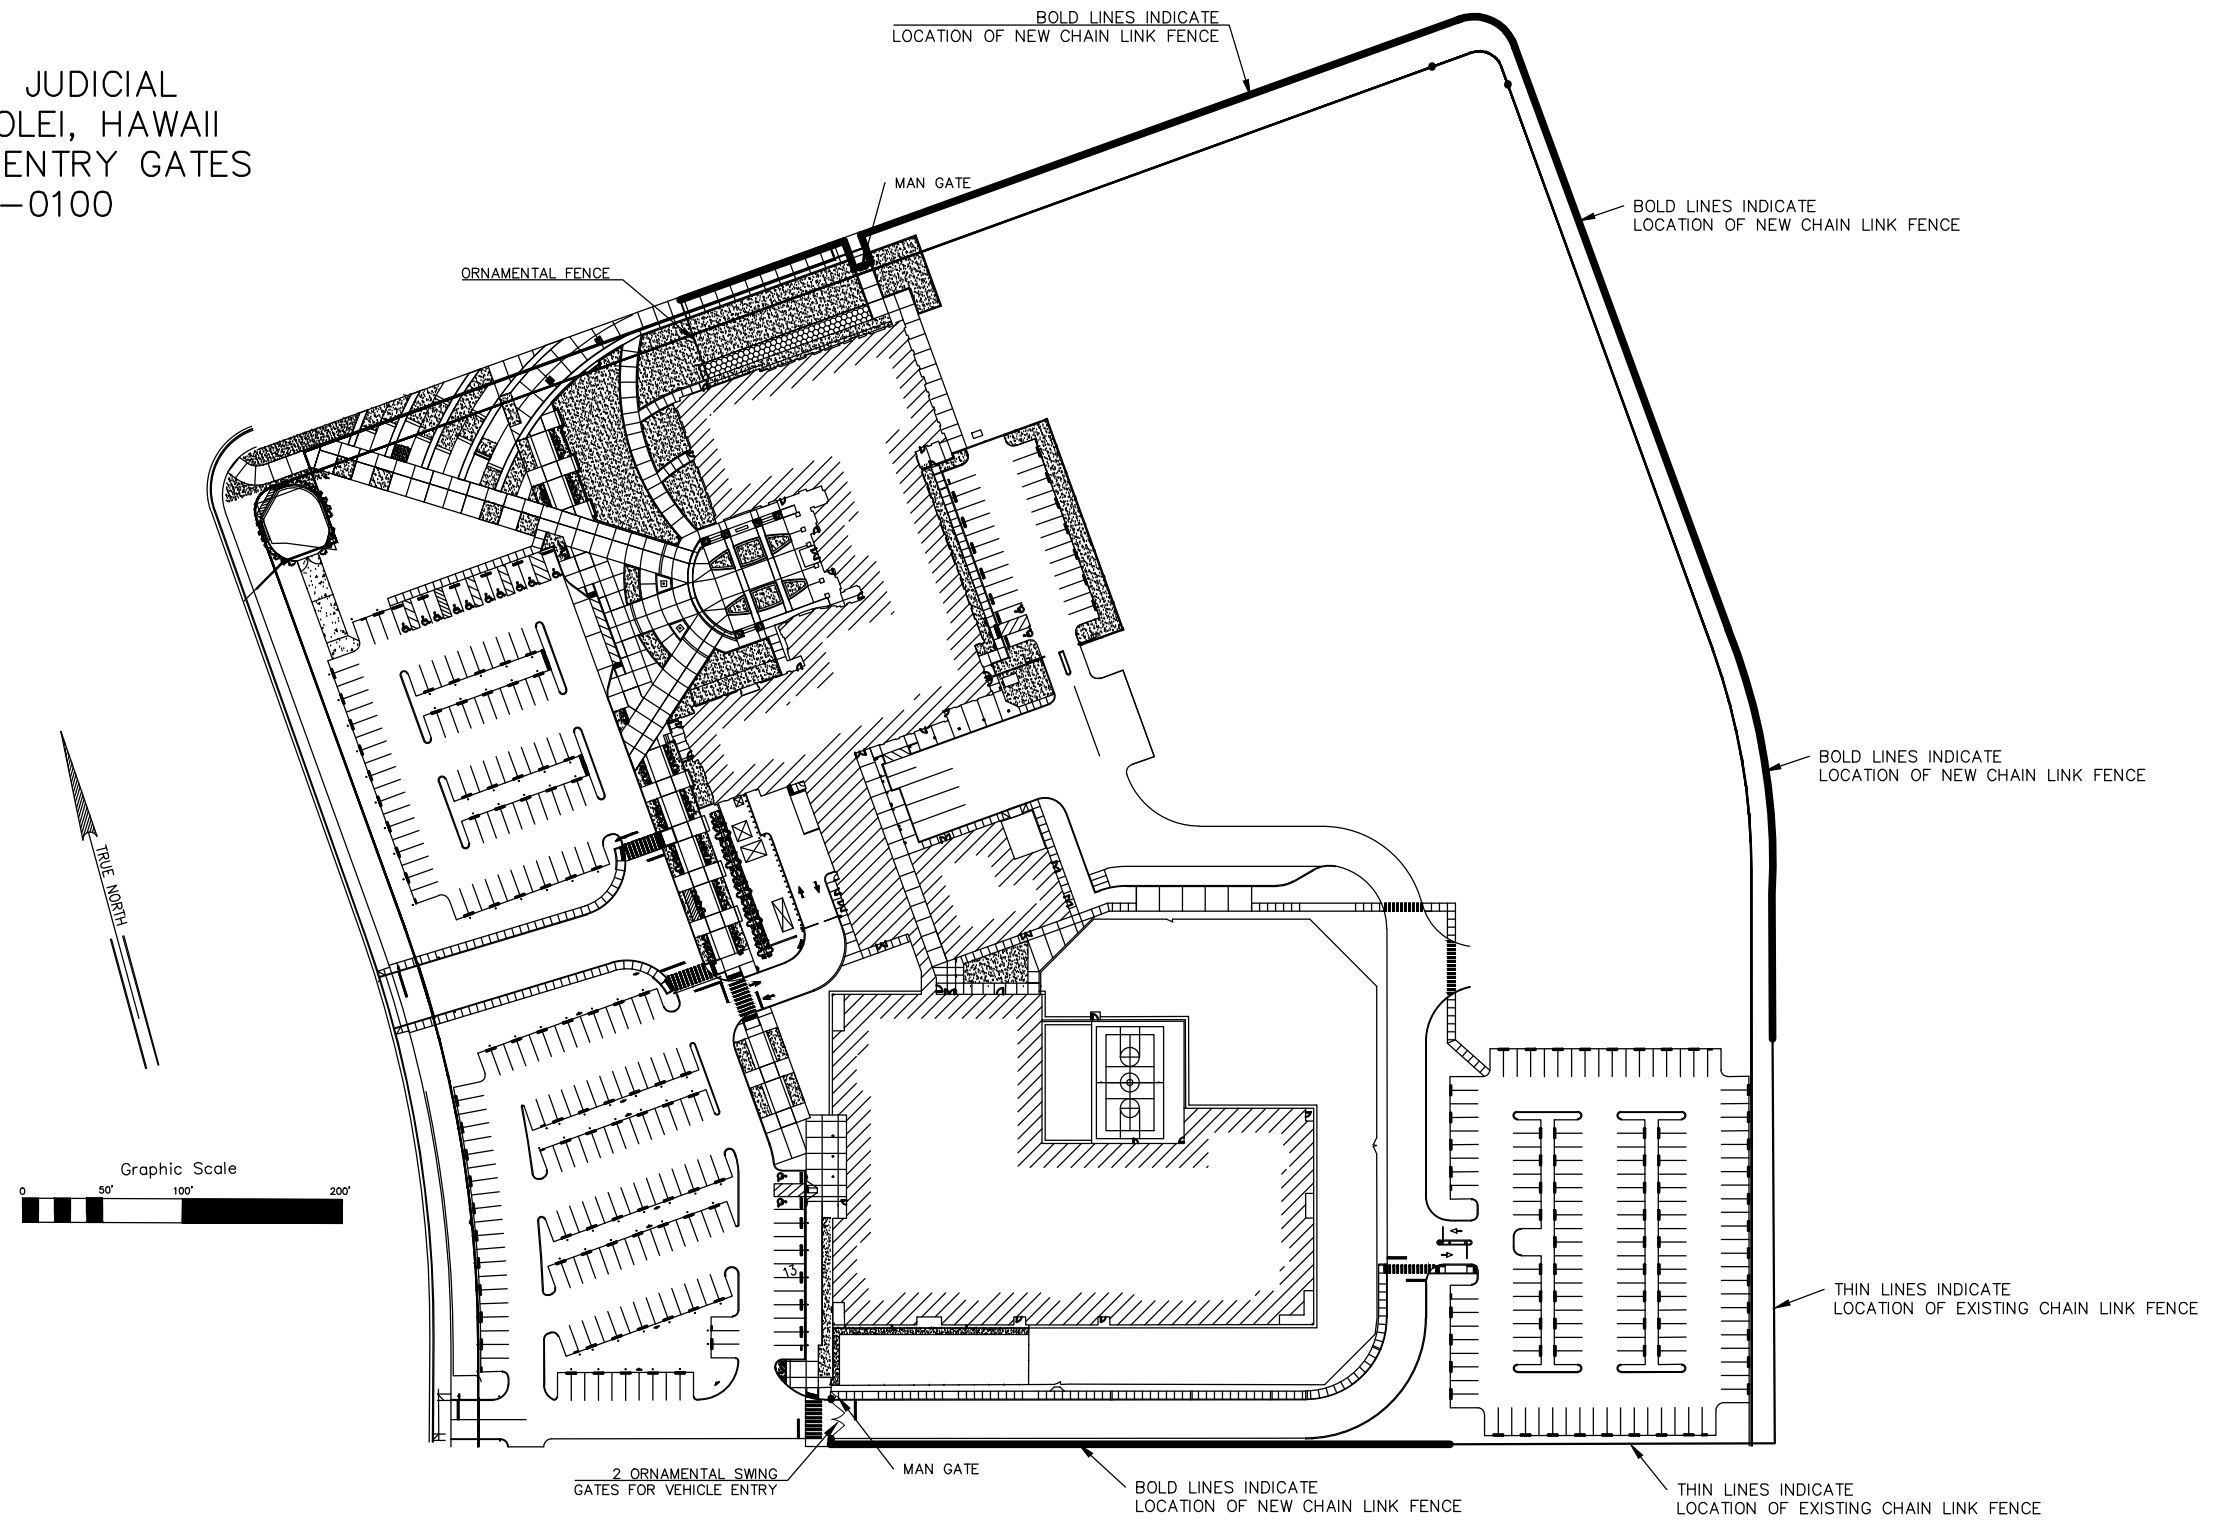 BOLD LINES INDICATE
LOCATION OF NEW CHAIN LINK FENCE
JUDICIAL
OLEI, HAWAII
ENTRY GATES
-0100
MAN GATE
BOLD LINES INDICATE
LOCATION OF NEW CHAIN LINK FENCE
ORNAMENTAL FENCE
BOLD LINES INDICATE
LOCATION OF NEW CHAIN LINK FENCE
TRUE NORTH
Graphic Scale
0 50' 100' 200'
13
THIN LINES INDICATE
LOCATION OF EXISTING CHAIN LINK FENCE
2 ORNAMENTAL SWING
GATES FOR VEHICLE ENTRY
MAN GATE
BOLD LINES INDICATE
LOCATION OF NEW CHAIN LINK FENCE
THIN LINES INDICATE
LOCATION OF EXISTING CHAIN LINK FENCE